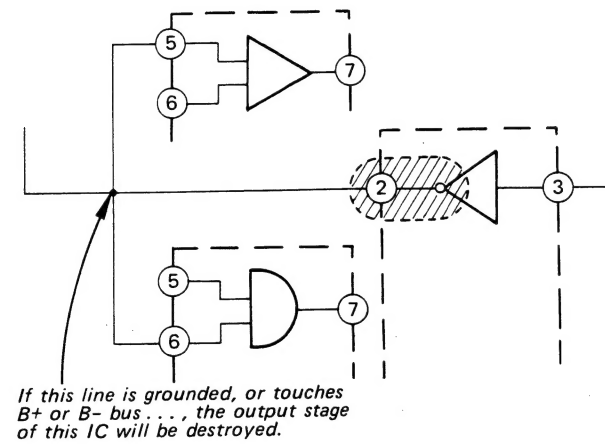 5
7
6
2
3
5
7
6
If this line is grounded, or touches
B+ or B- bus . . . , the output stage
of this IC will be destroyed.